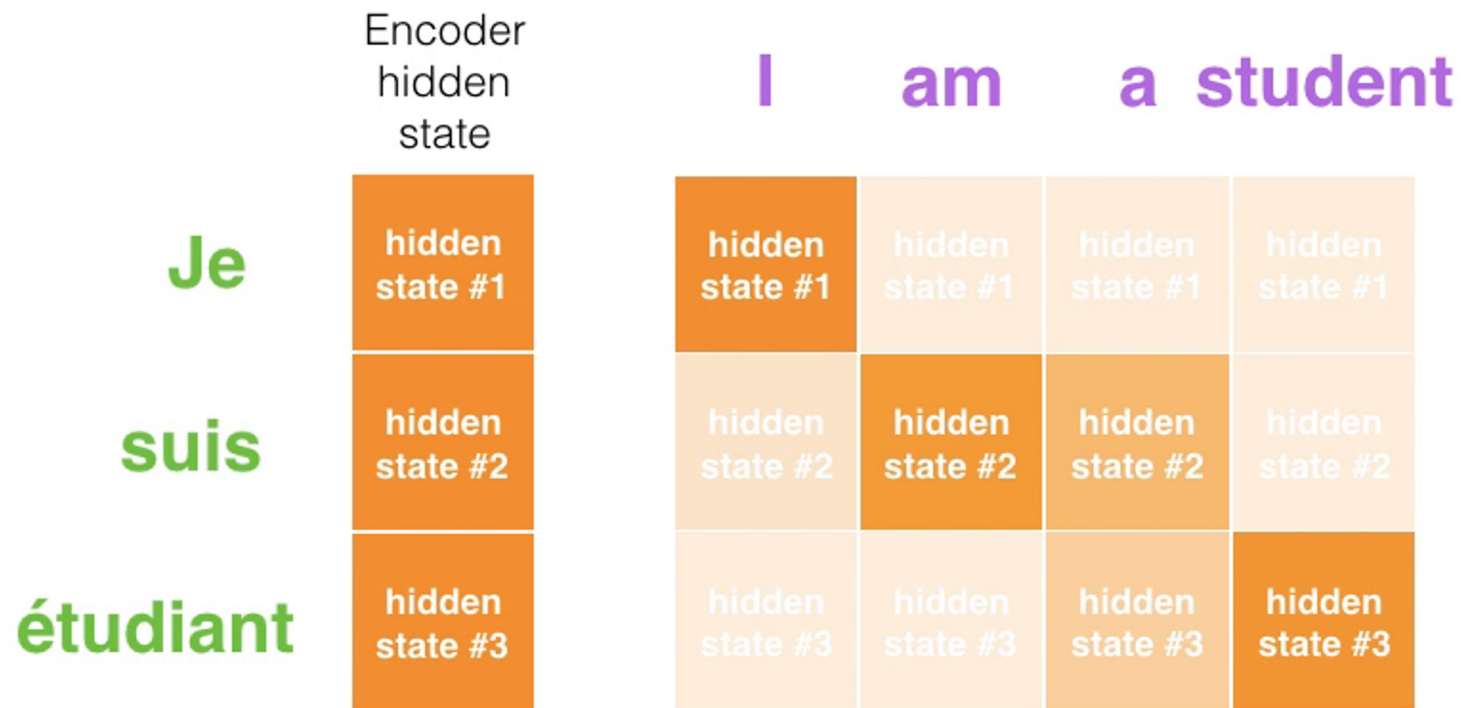 Encoder
hidden
state
I am a student
Je
hidden
state #1
hidden
state #1
hidden
state #1
hidden
state #1
hidden
state #1
suis
hidden
state #2
hidden
state #2
hidden
state #2
hidden
state #2
hidden
state #2
étudiant
hidden
state #3
hidden
state #3
hidden
state #3
hidden
state #3
hidden
state #3